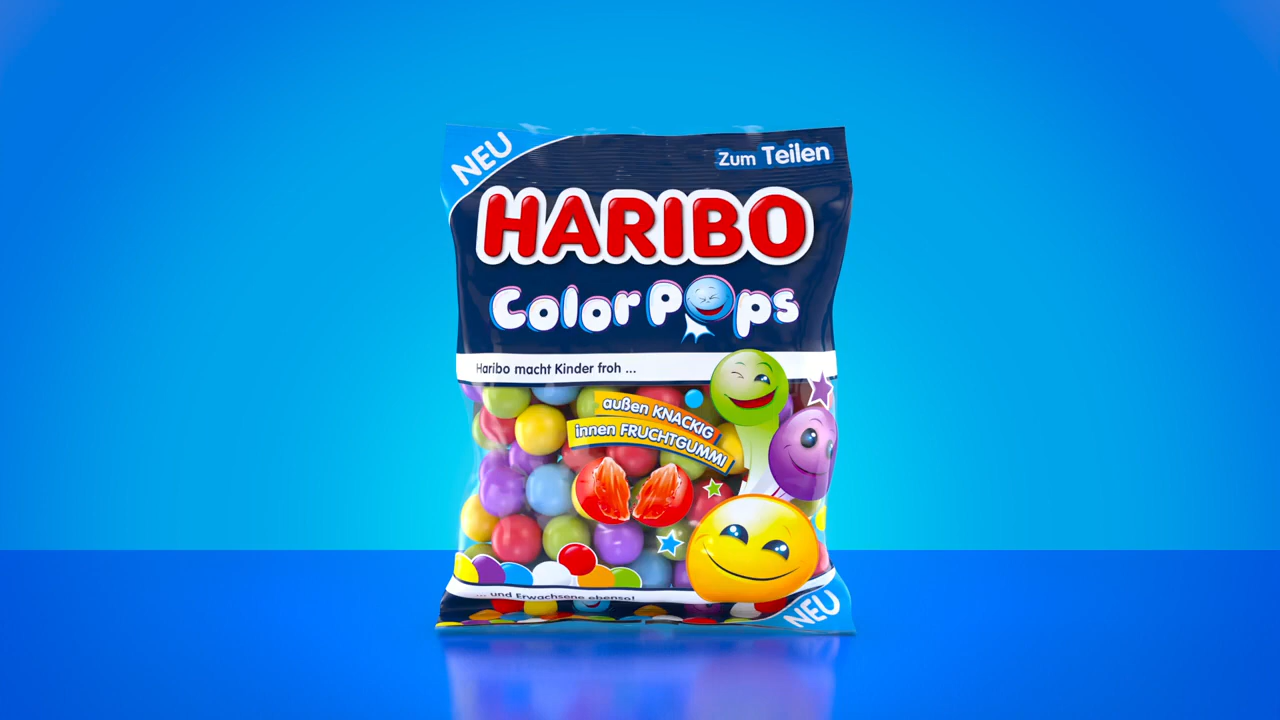 NEU
Zum Teilen
HARIBO
Color Pops
Haribo macht Kinder froh ...
außen KNACKIG
innen FRUCHTGUMMI
... und Erwachsene ebenso!
NEU